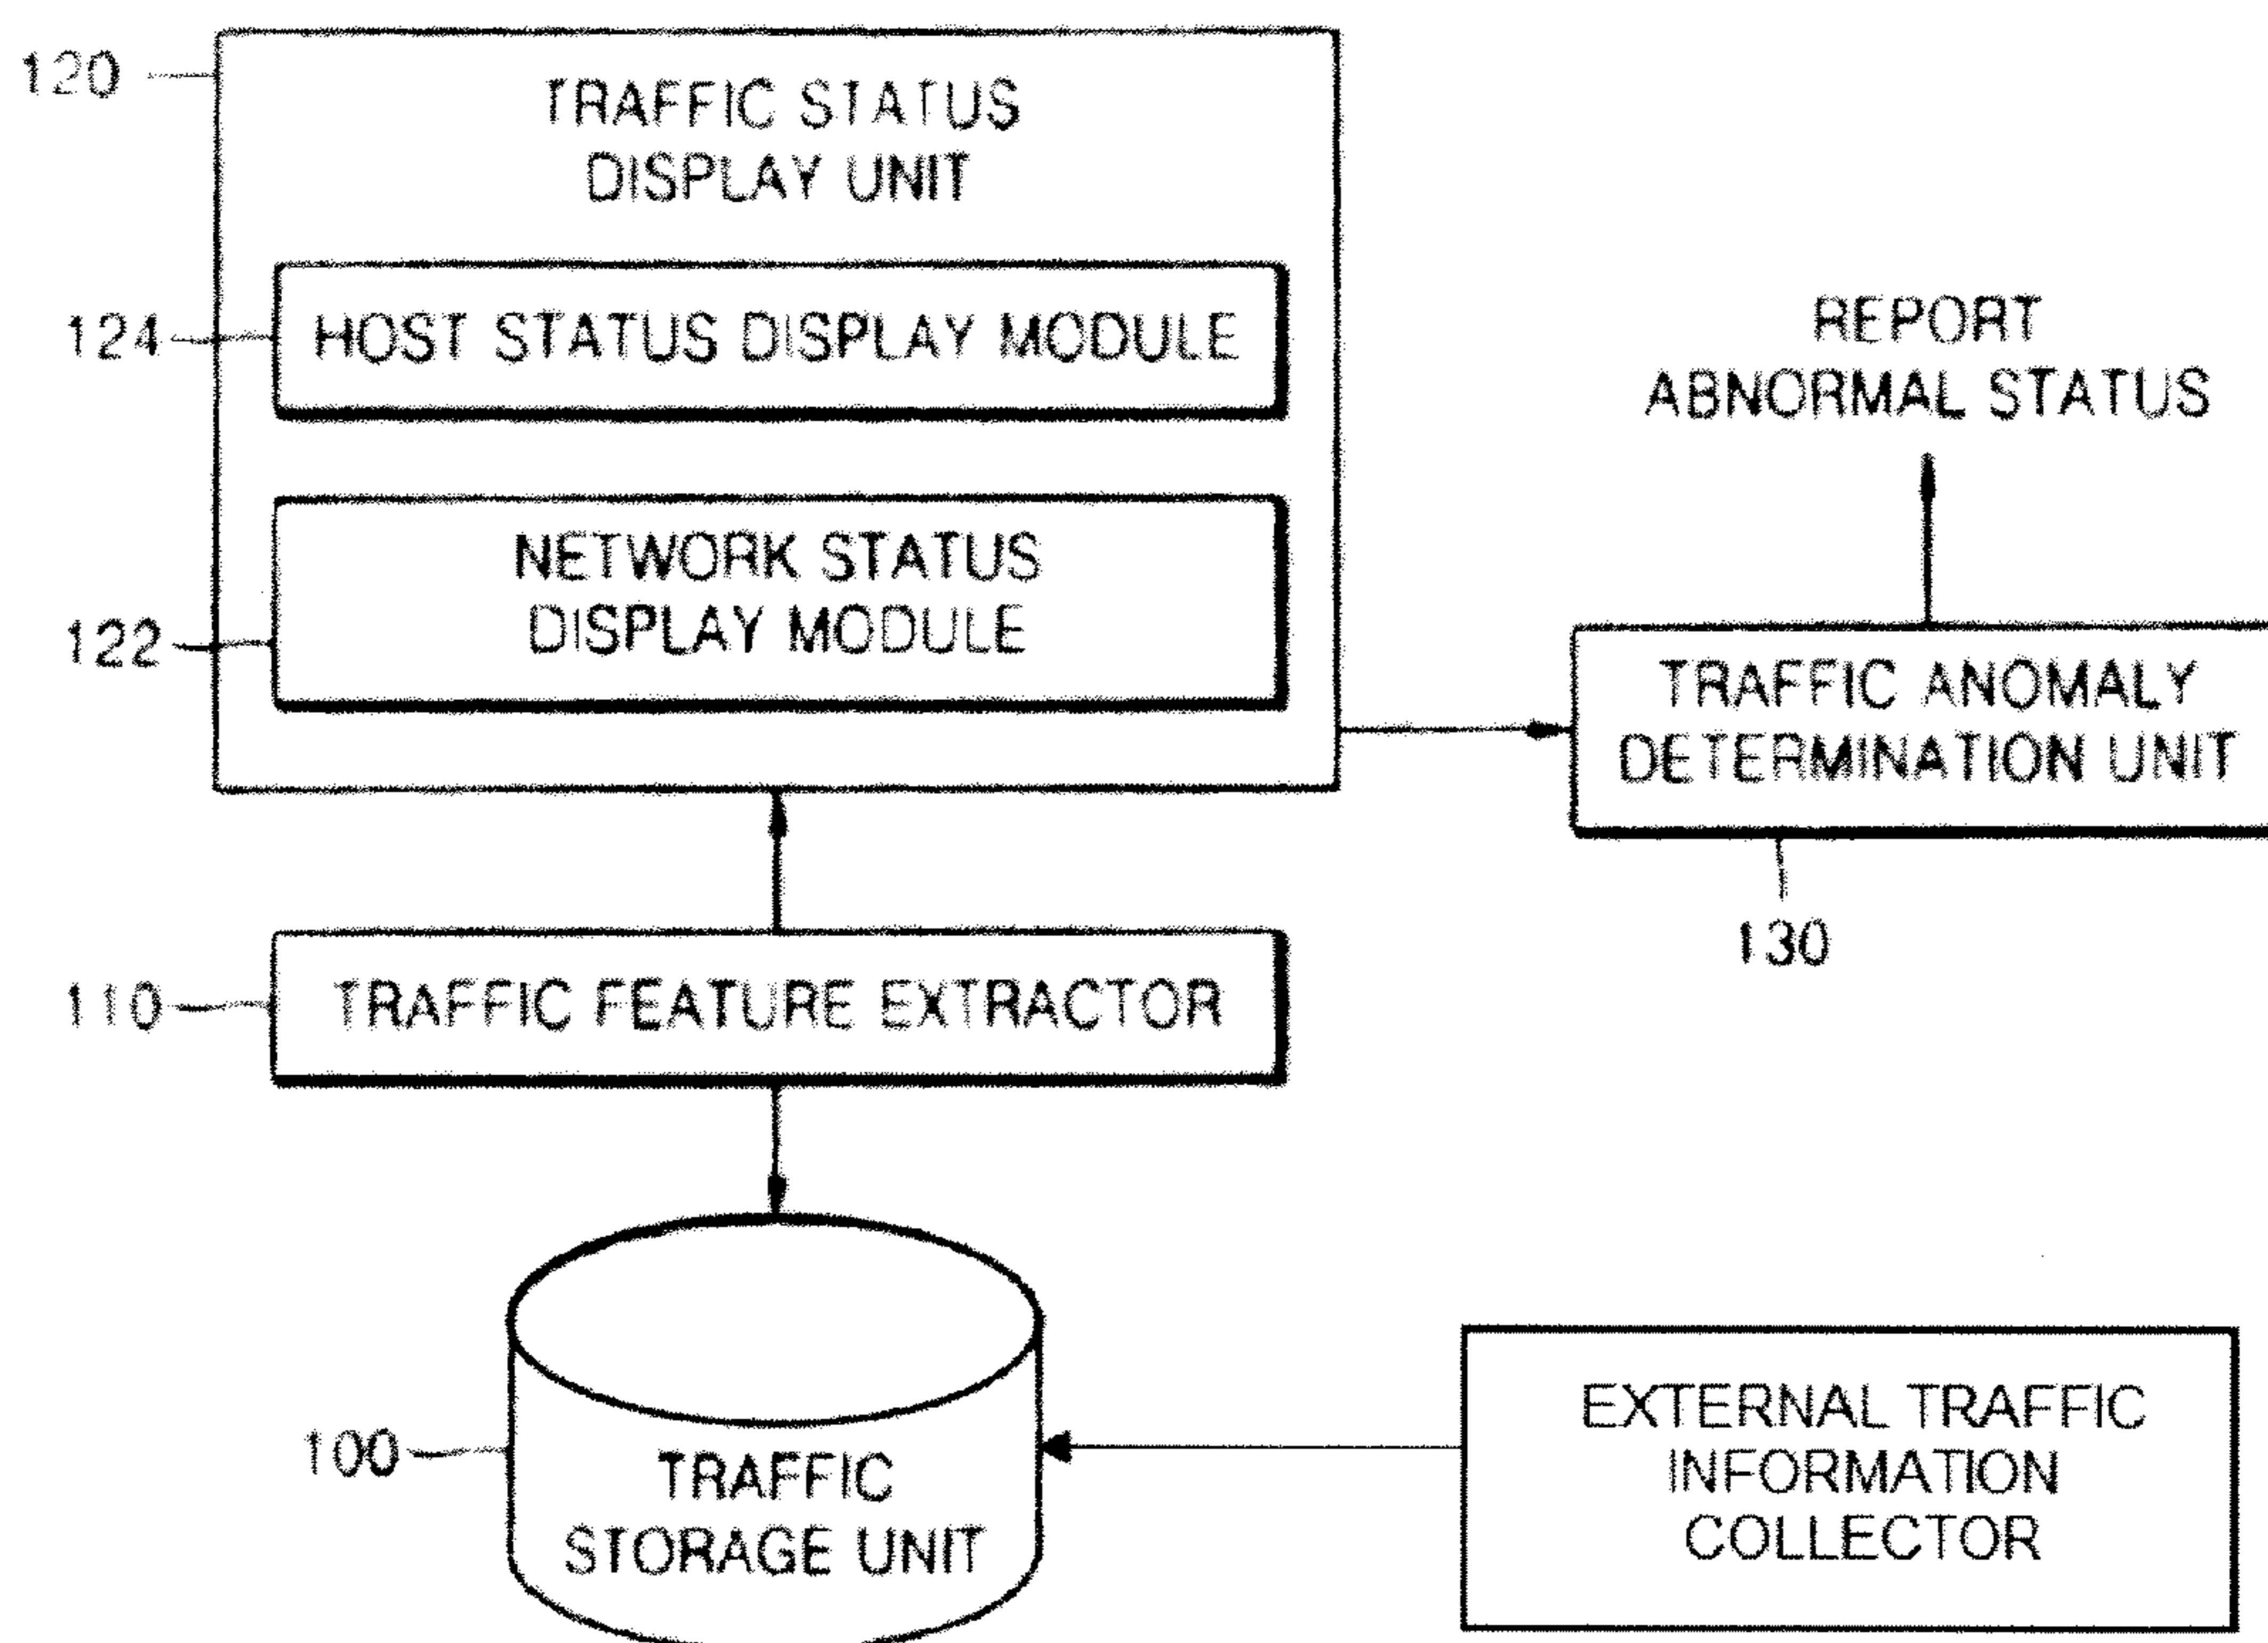 120
TRAFFIC STATUS
DISPLAY UNIT
124
HOST STATUS DISPLAY MODULE
REPORT
ABNORMAL STATUS
122
NETWORK STATUS
DISPLAY MODULE
TRAFFIC ANOMALY
DETERMINATION UNIT
130
110
TRAFFIC FEATURE EXTRACTOR
100
TRAFFIC
STORAGE UNIT
EXTERNAL TRAFFIC
INFORMATION
COLLECTOR